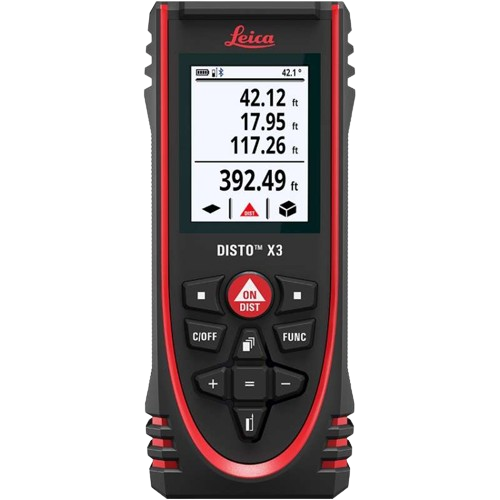 Leica
42.1 °
42.12 ft
17.95 ft
117.26 ft
392.49 ft
DIST
DISTO™ X3
ON
DIST
C/OFF
FUNC
+ = −